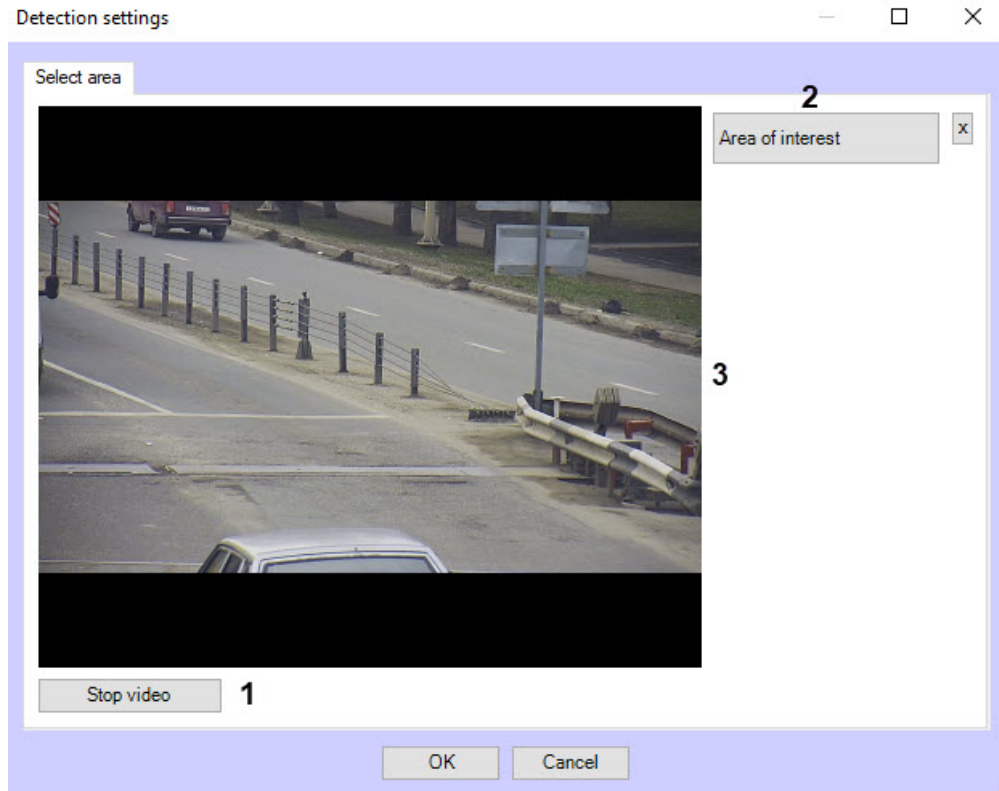 Detection settings
Select area
2
Area of interest
x
3
Stop video
1
OK
Cancel